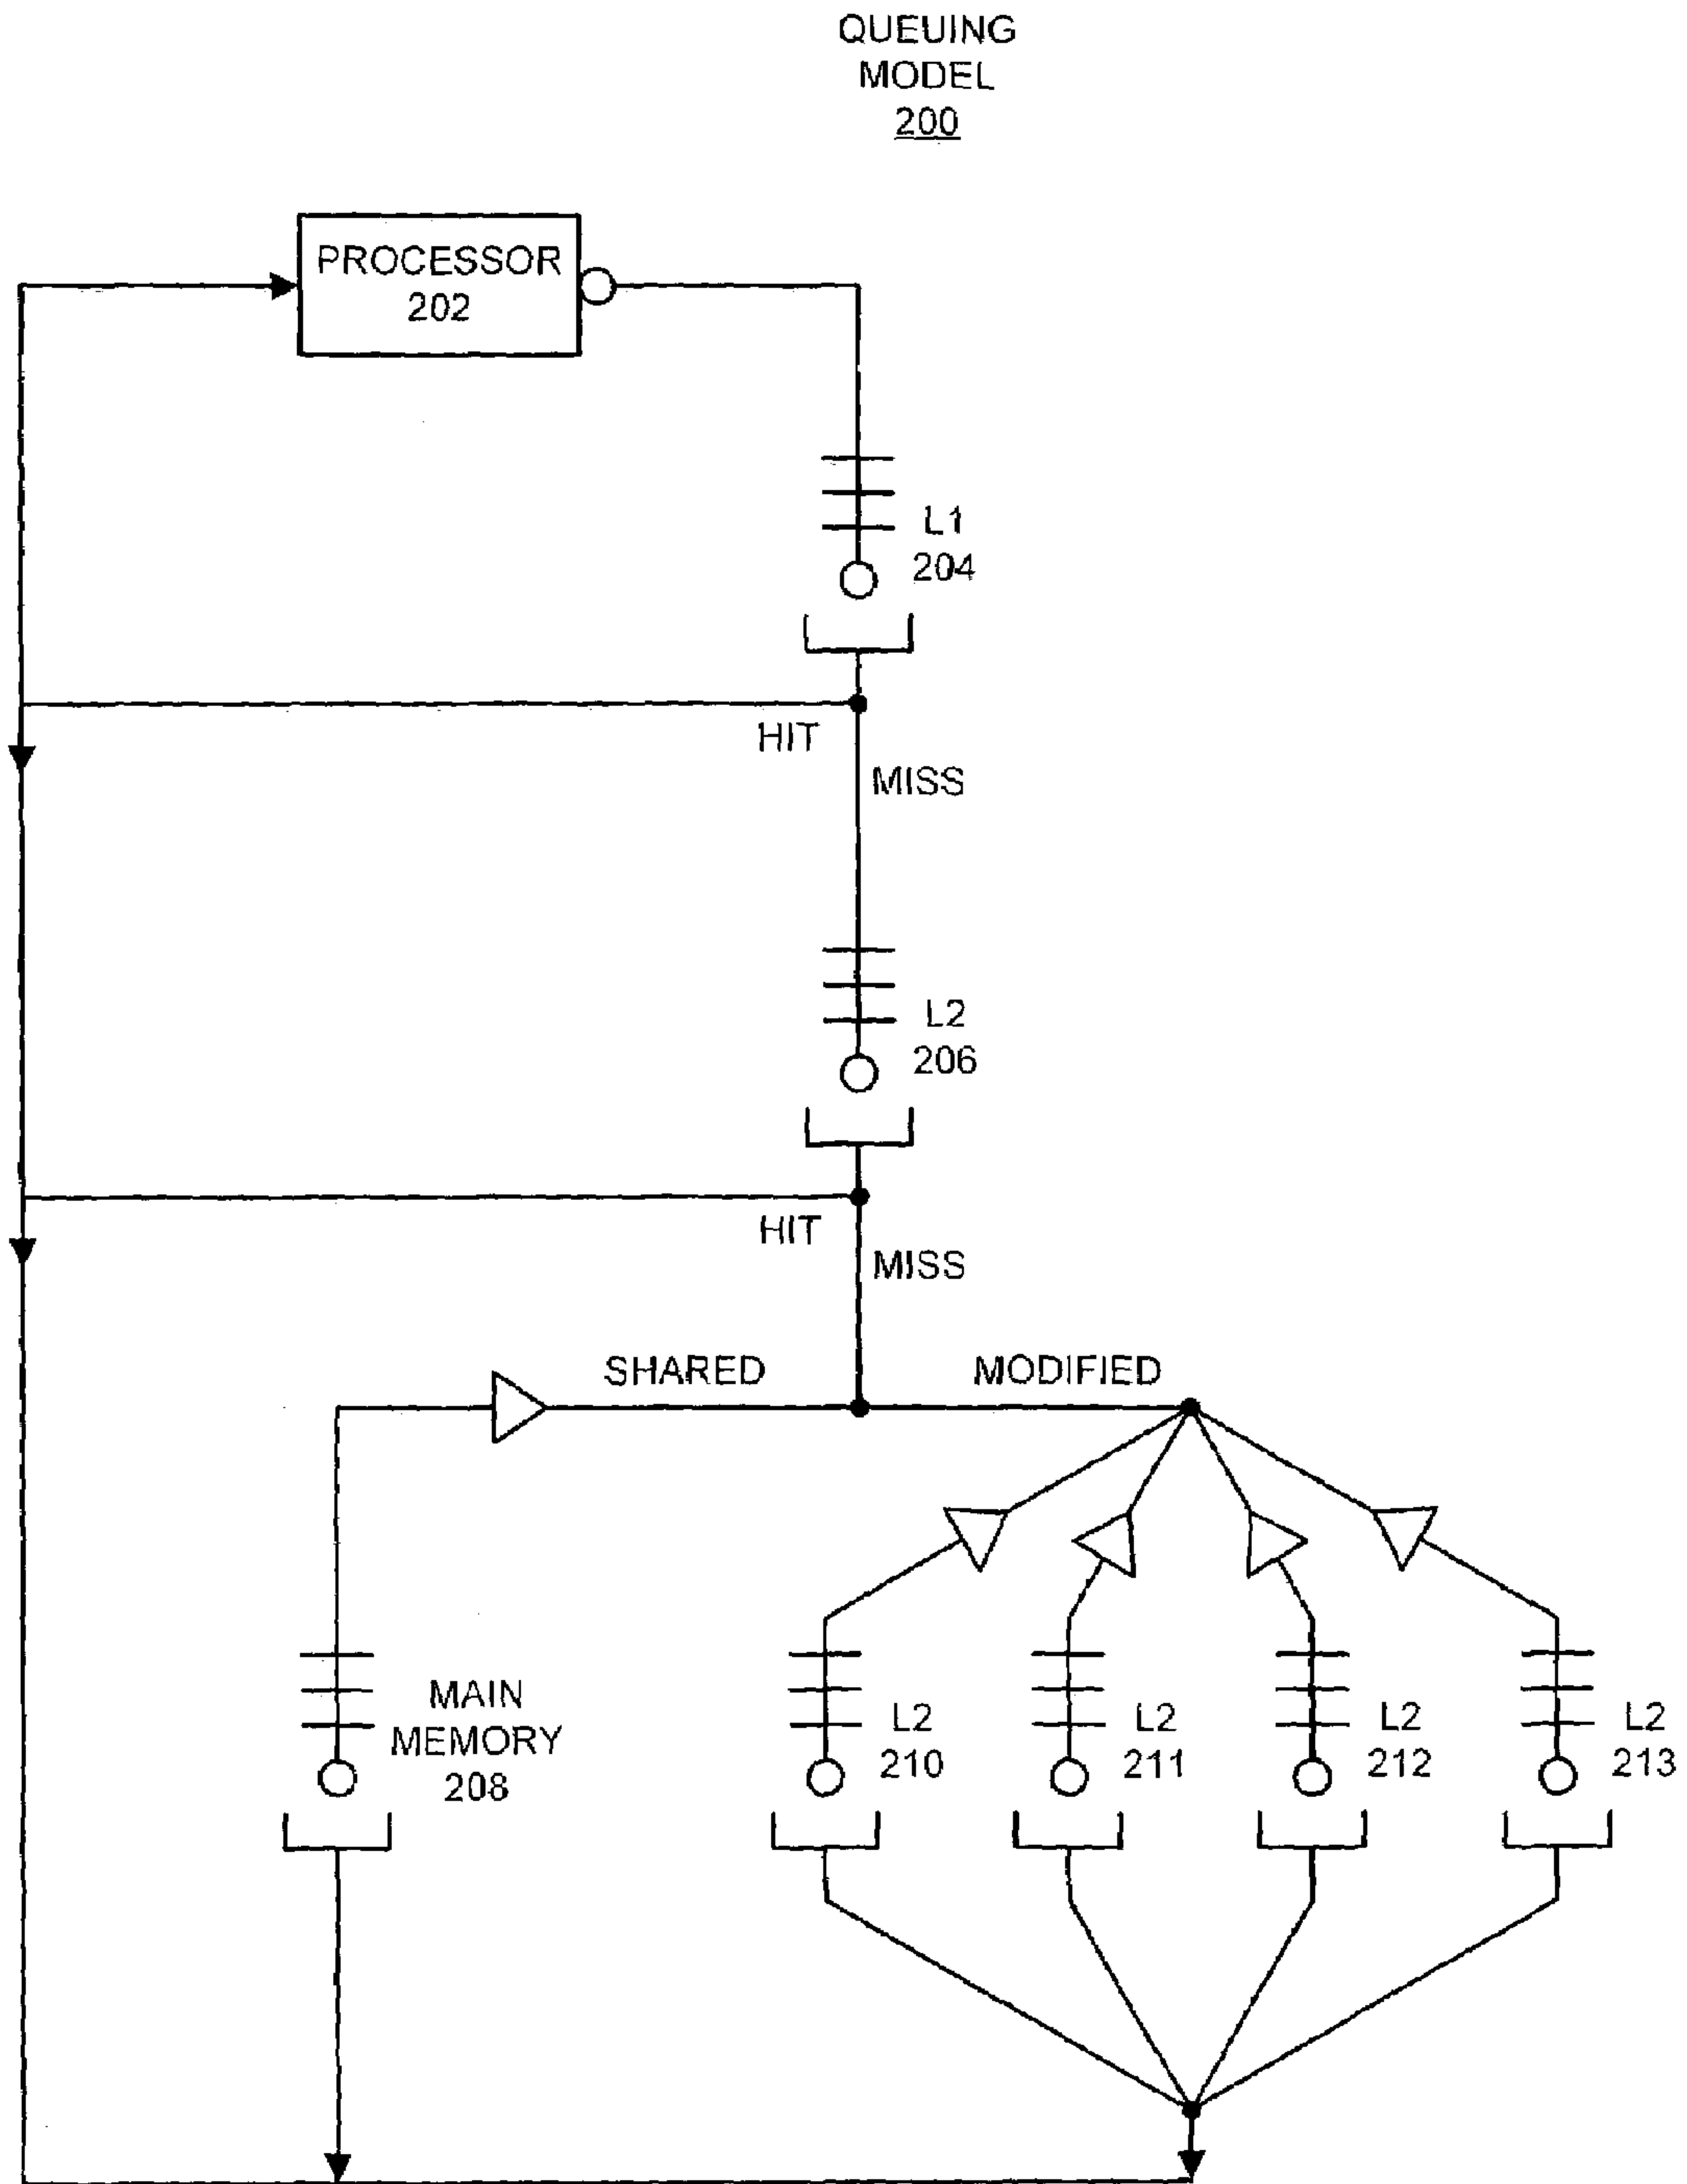 QUEUING
MODEL
200
PROCESSOR
202
L1
204
HIT
MISS
L2
206
HIT
MISS
SHARED
MODIFIED
MAIN
MEMORY
208
L2
210
L2
211
L2
212
L2
213